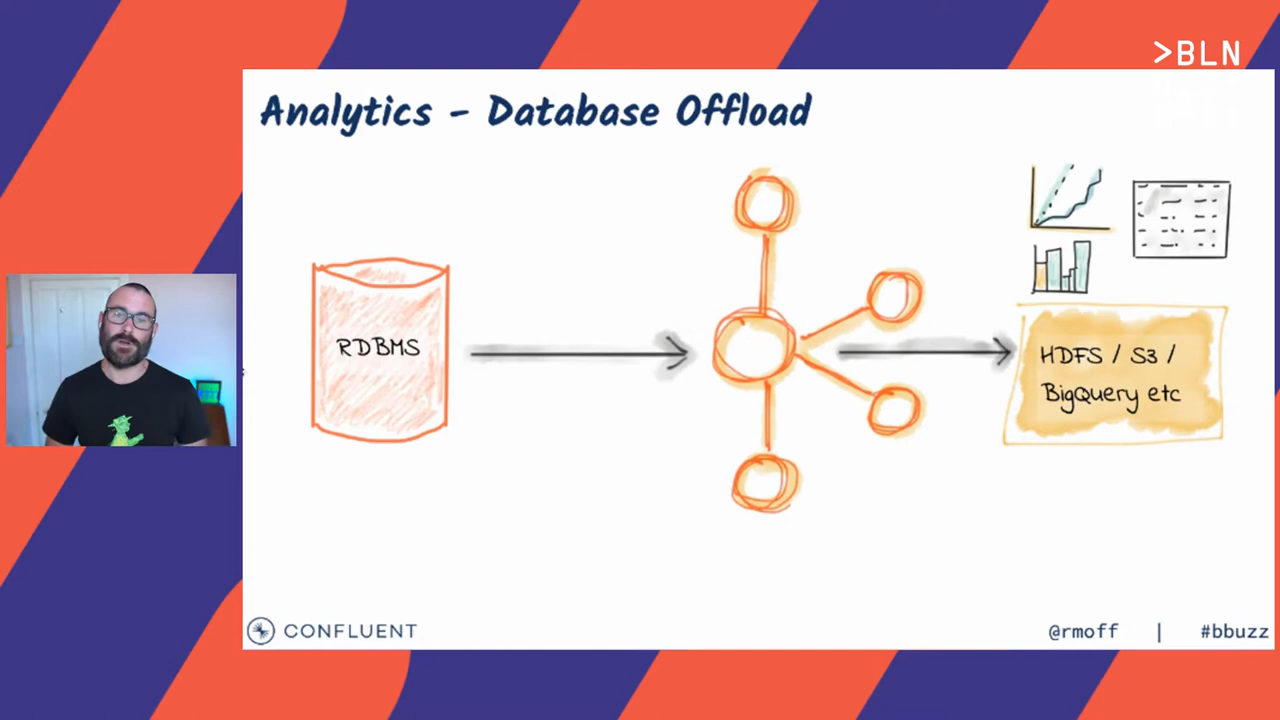 >BLN
Analytics - Database Offload
RDBMS
HDFS / S3 /
BigQuery etc
CONFLUENT
@rmoff | #bbuzz